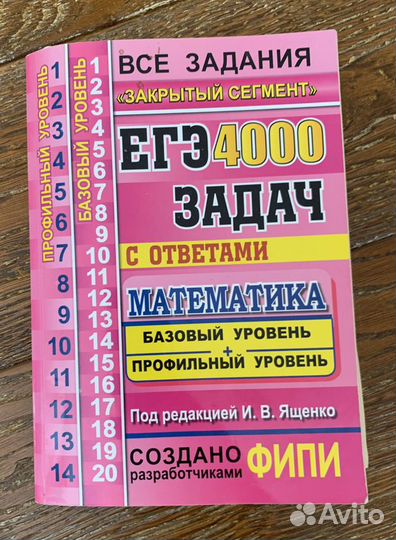 ПРОФИЛЬНЫЙ УРОВЕНЬ
1
2
3
4
5
6
7
8
9
10
11
12
13
14
БАЗОВЫЙ УРОВЕНЬ
1
2
3
4
5
6
7
8
9
10
11
12
13
14
15
16
17
18
19
20
ВСЕ ЗАДАНИЯ
«ЗАКРЫТЫЙ СЕГМЕНТ»
ЕГЭ 4000
ЗАДАЧ
С ОТВЕТАМИ
МАТЕМАТИКА
БАЗОВЫЙ УРОВЕНЬ
+
ПРОФИЛЬНЫЙ УРОВЕНЬ
Под редакцией И. В. Ященко
СОЗДАНО
разработчиками ФИПИ
Avito